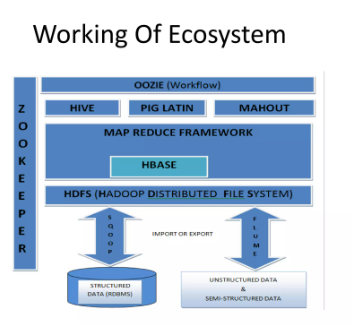 Working Of Ecosystem
ZOOKEEPER
OOZIE (Workflow)
HIVE
PIG LATIN
MAHOUT
MAP REDUCE FRAMEWORK
HBASE
HDFS (HADOOP DISTRIBUTED FILE SYSTEM)
SQOOP
IMPORT OR EXPORT
FLUME
STRUCTURED
DATA (RDBMS)
UNSTRUCTURED DATA
&
SEMI-STRUCTURED DATA